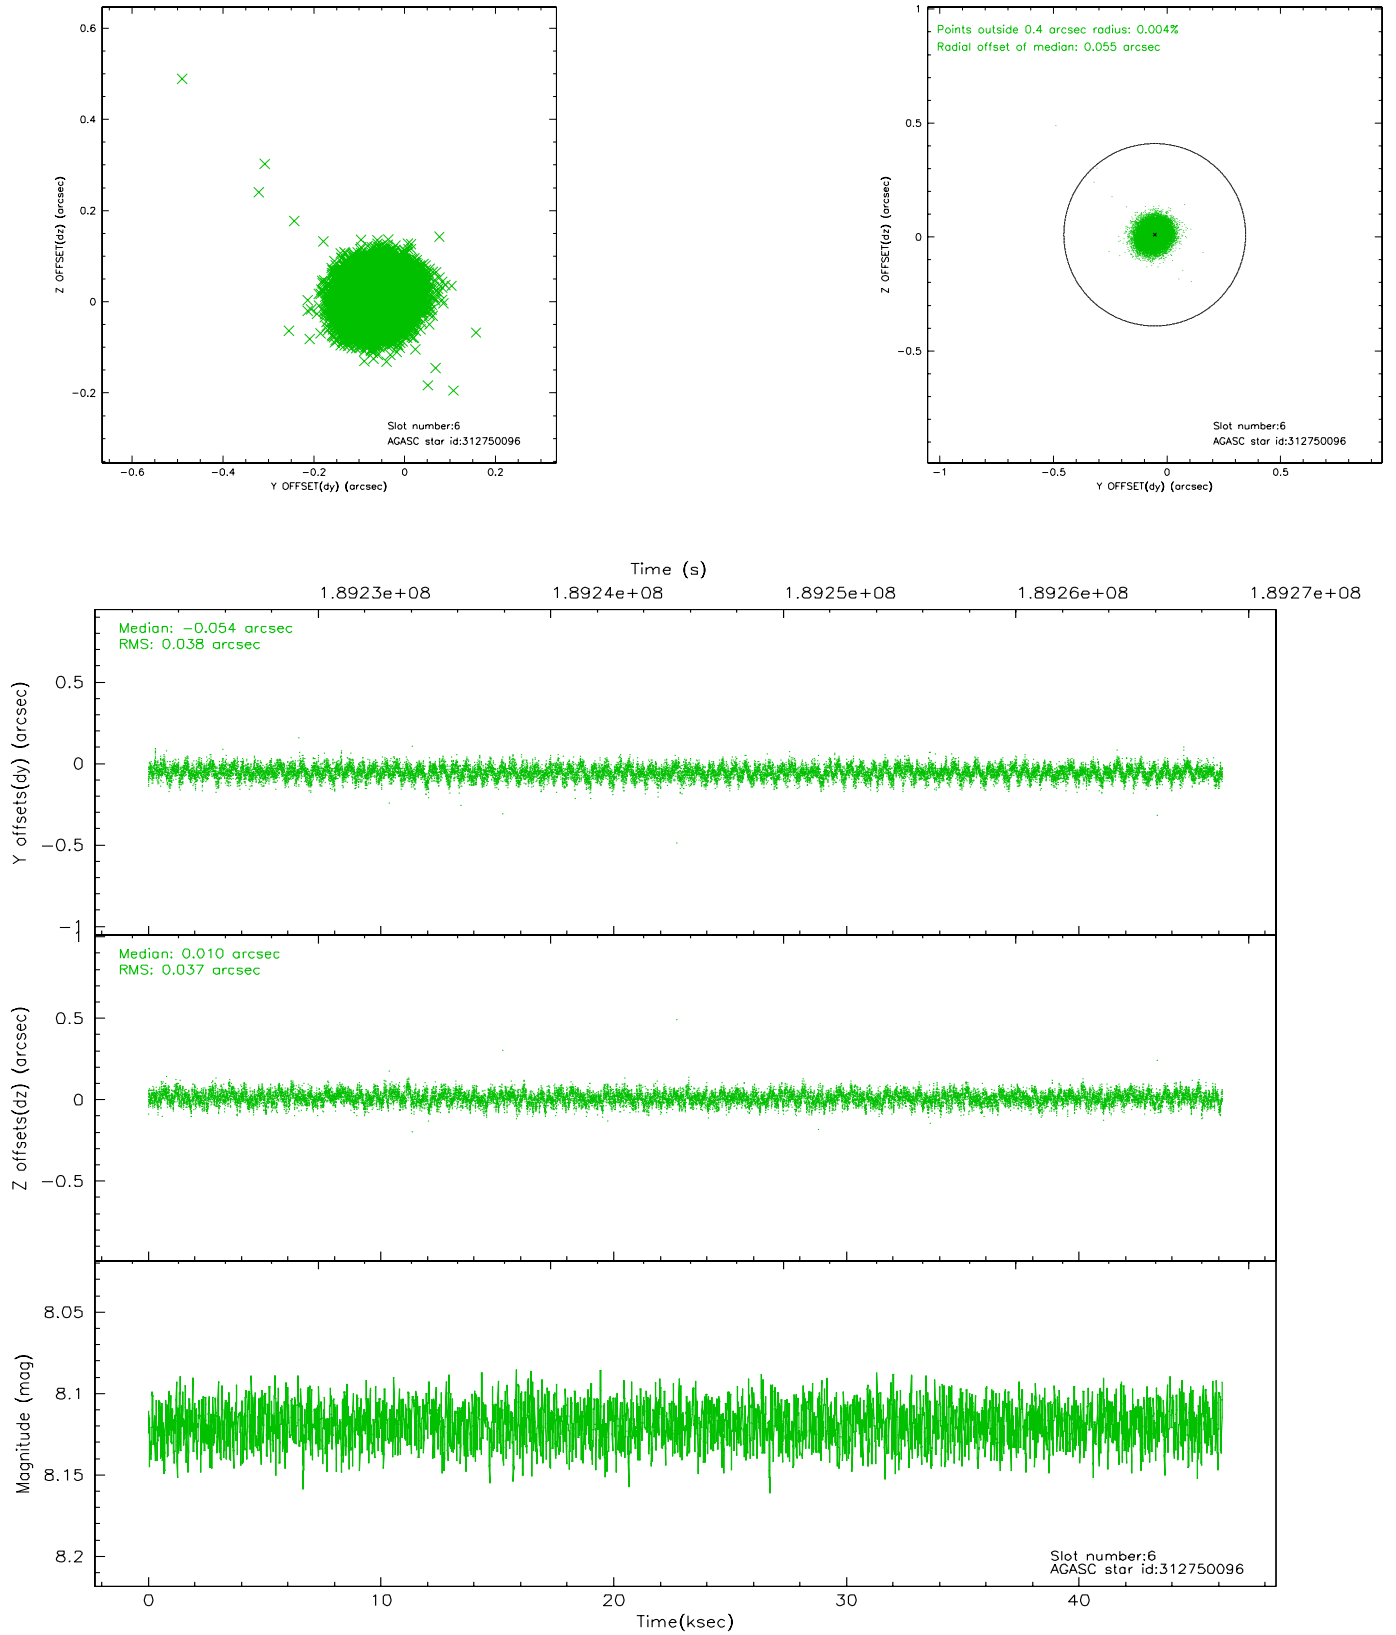 0.6
0.4
0.2
0
−0.2
Z OFFSET(dz) (arcsec)
Slot number:6
AGASC star id:312750096
−0.6 −0.4 −0.2 0 0.2
Y OFFSET(dy) (arcsec)
1
0.5
0
−0.5
Z OFFSET(dz) (arcsec)
Points outside 0.4 arcsec radius: 0.004%
Radial offset of median: 0.055 arcsec
Slot number:6
AGASC star id:312750096
−1 −0.5 0 0.5
Y OFFSET(dy) (arcsec)
Time (s)
1.8923e+08 1.8924e+08 1.8925e+08 1.8926e+08 1.8927e+08
Median: −0.054 arcsec
RMS: 0.038 arcsec
0.5
0
−0.5
−1
Y offsets(dy) (arcsec)
Median: 0.010 arcsec
RMS: 0.037 arcsec
1
0.5
0
−0.5
Z offsets(dz) (arcsec)
8.05
8.1
8.15
8.2
Magnitude (mag)
Slot number:6
AGASC star id:312750096
0 10 20 30 40
Time(ksec)